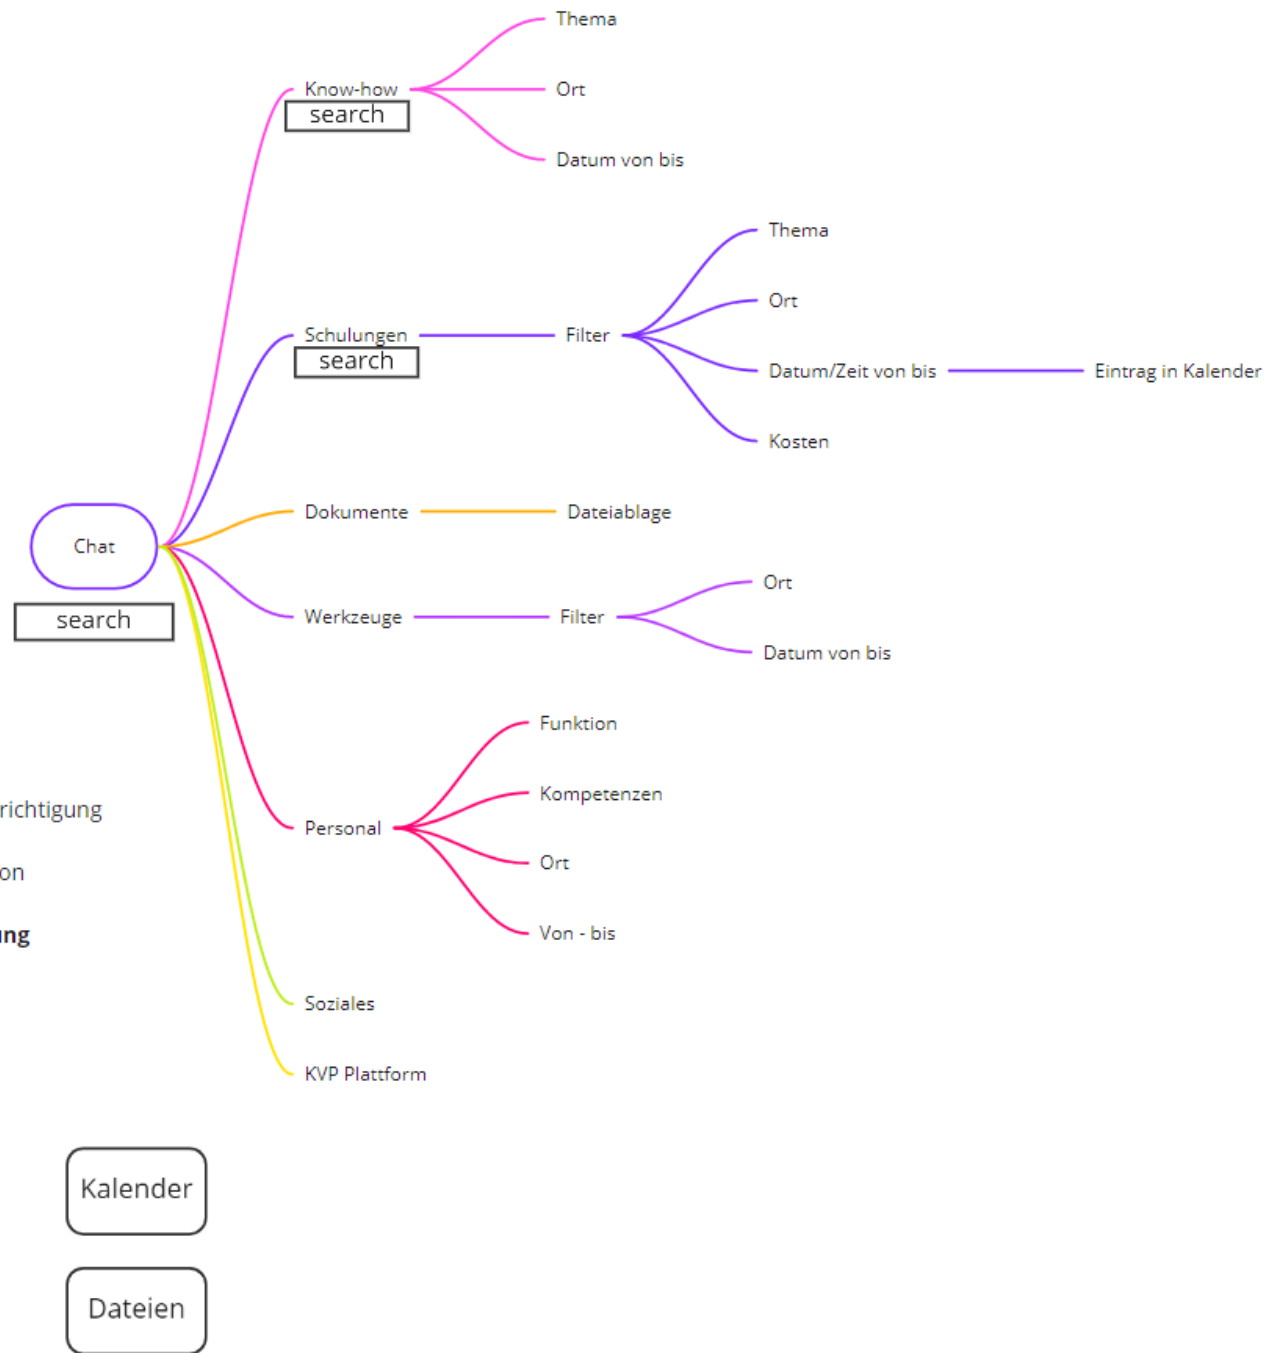 Thema
Know-how
search
Ort
Datum von bis
Thema
Ort
Schulungen
search
Filter
Datum/Zeit von bis
Eintrag in Kalender
Kosten
Dokumente
Dateiablage
Chat
search
Ort
Werkzeuge
Filter
Datum von bis
Funktion
Kompetenzen
richtigung
Personal
Ort
on
Von - bis
ung
Soziales
KVP Plattform
Kalender
Dateien